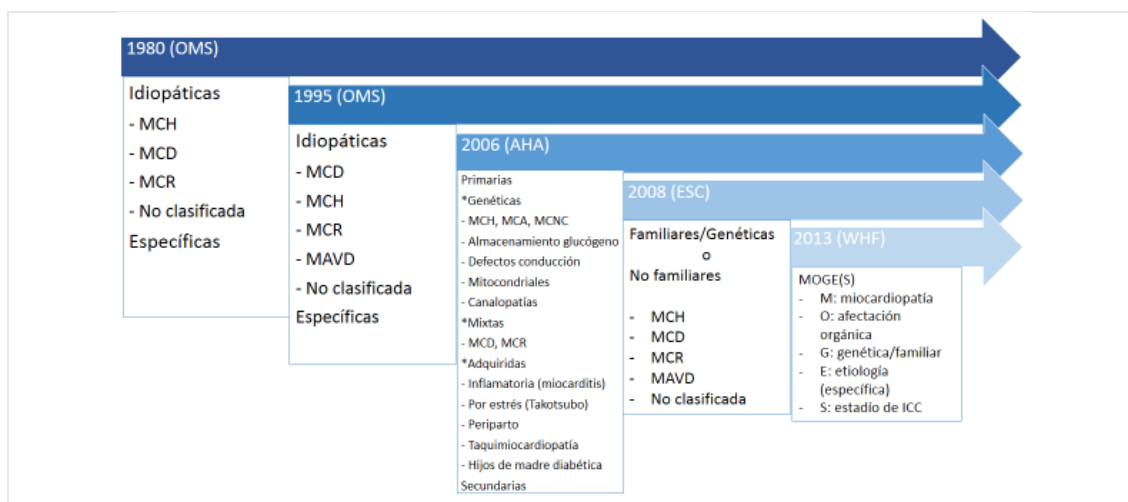 1980 (OMS)
Idiopáticas
- MCH
- MCD
- MCR
- No clasificada
Específicas
1995 (OMS)
Idiopáticas
- MCD
- MCH
- MCR
- MAVD
- No clasificada
Específicas
2006 (AHA)
Primarias
*Genéticas
- MCH, MCA, MCNC
- Almacenamiento glucógeno
- Defectos conducción
- Mitocondriales
- Canalopatías
*Mixtas
- MCD, MCR
*Adquiridas
- Inflamatoria (miocarditis)
- Por estrés (Takotsubo)
- Periparto
- Taquimiocardiopatía
- Hijos de madre diabética
Secundarias
2008 (ESC)
Familiares/Genéticas
o
No familiares
- MCH
- MCD
- MCR
- MAVD
- No clasificada
2013 (WHF)
MOGE(S)
- M: miocardiopatía
- O: afectación
orgánica
- G: genética/familiar
- E: etiología
(específica)
- S: estadío de ICC